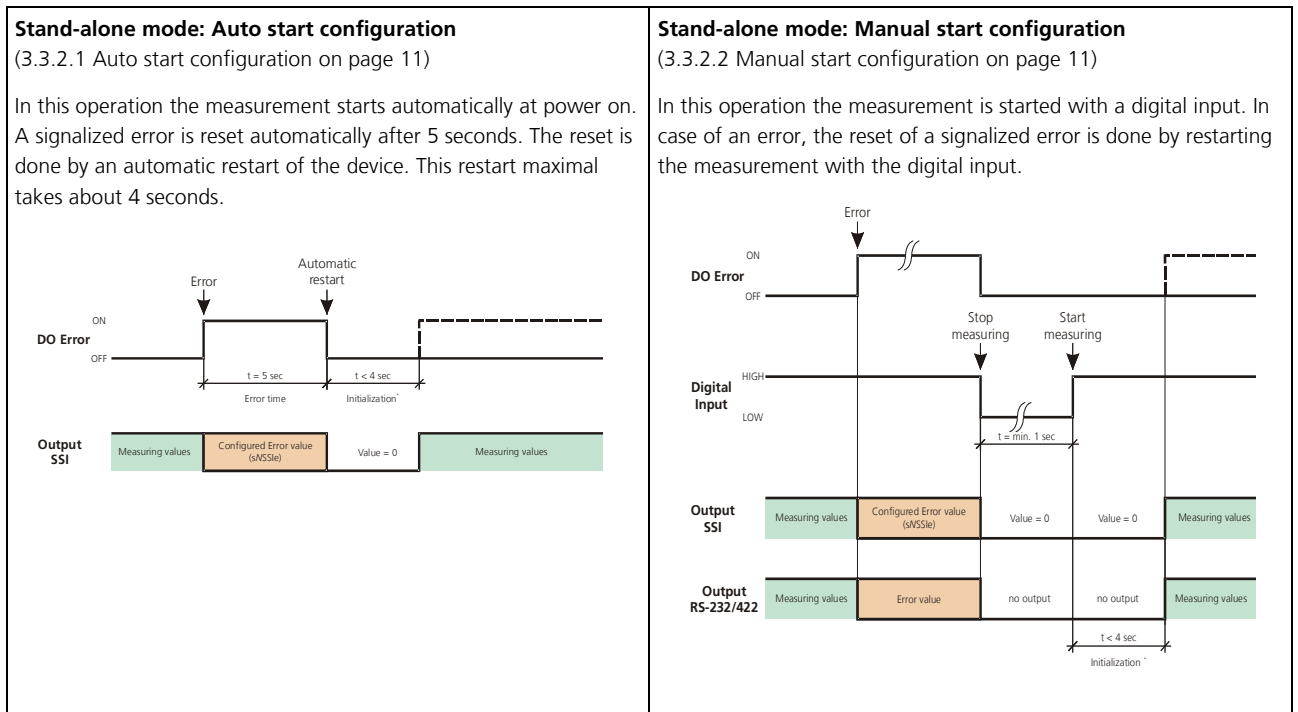 Stand-alone mode: Auto start configuration
(3.3.2.1 Auto start configuration on page 11)
In this operation the measurement starts automatically at power on.
A signalized error is reset automatically after 5 seconds. The reset is
done by an automatic restart of the device. This restart maximal
takes about 4 seconds.
Error
Automatic
restart
ON
DO Error
OFF
t = 5 sec
t < 4 sec
Error time
Initialization*
Output
SSI
Measuring values
Configured Error value
(sNSSIe)
Value = 0
Measuring values
Stand-alone mode: Manual start configuration
(3.3.2.2 Manual start configuration on page 11)
In this operation the measurement is started with a digital input. In
case of an error, the reset of a signalized error is done by restarting
the measurement with the digital input.
Error
ON
DO Error
OFF
Stop
measuring
Start
measuring
HIGH
Digital
Input
LOW
t = min. 1 sec
Output
SSI
Measuring values
Configured Error value
(sNSSIe)
Value = 0
Value = 0
Measuring values
Output
RS-232/422
Measuring values
Error value
no output
no output
Measuring values
t < 4 sec
Initialization *